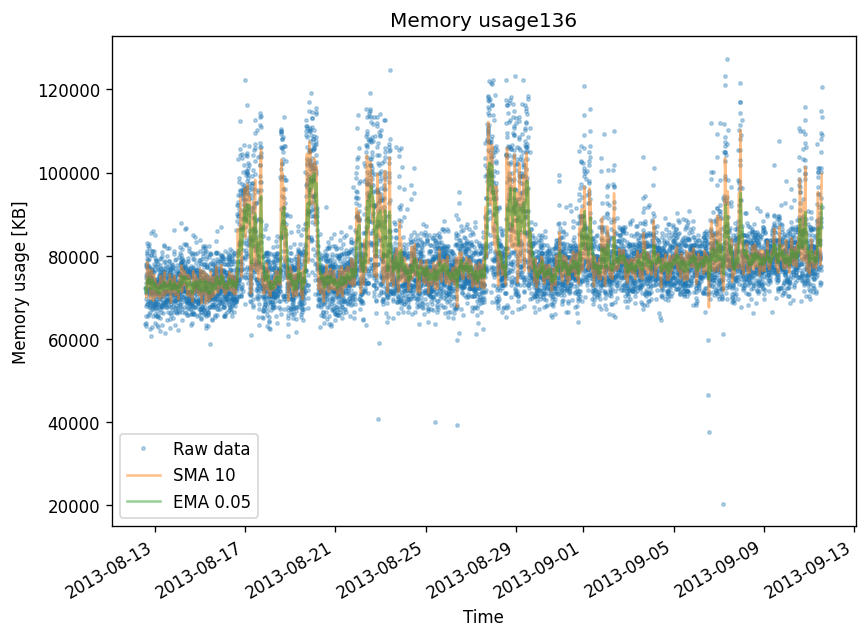 Memory usage136
Memory usage [KB]
120000
100000
80000
60000
40000
20000
Raw data
SMA 10
EMA 0.05
2013-08-13
2013-08-17
2013-08-21
2013-08-25
2013-08-29
2013-09-01
2013-09-05
2013-09-09
2013-09-13
Time